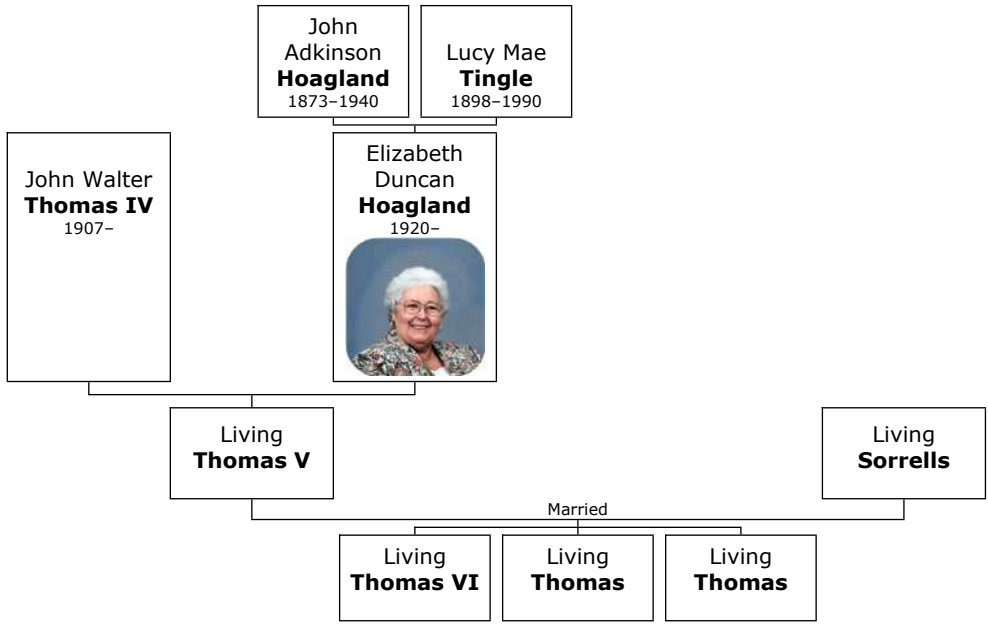 John
Adkinson
Hoagland
1873–1940
Lucy Mae
Tingle
1898–1990
John Walter
Thomas IV
1907–
Elizabeth
Duncan
Hoagland
1920–
Living
Thomas V
Living
Sorrells
Married
Living
Thomas VI
Living
Thomas
Living
Thomas